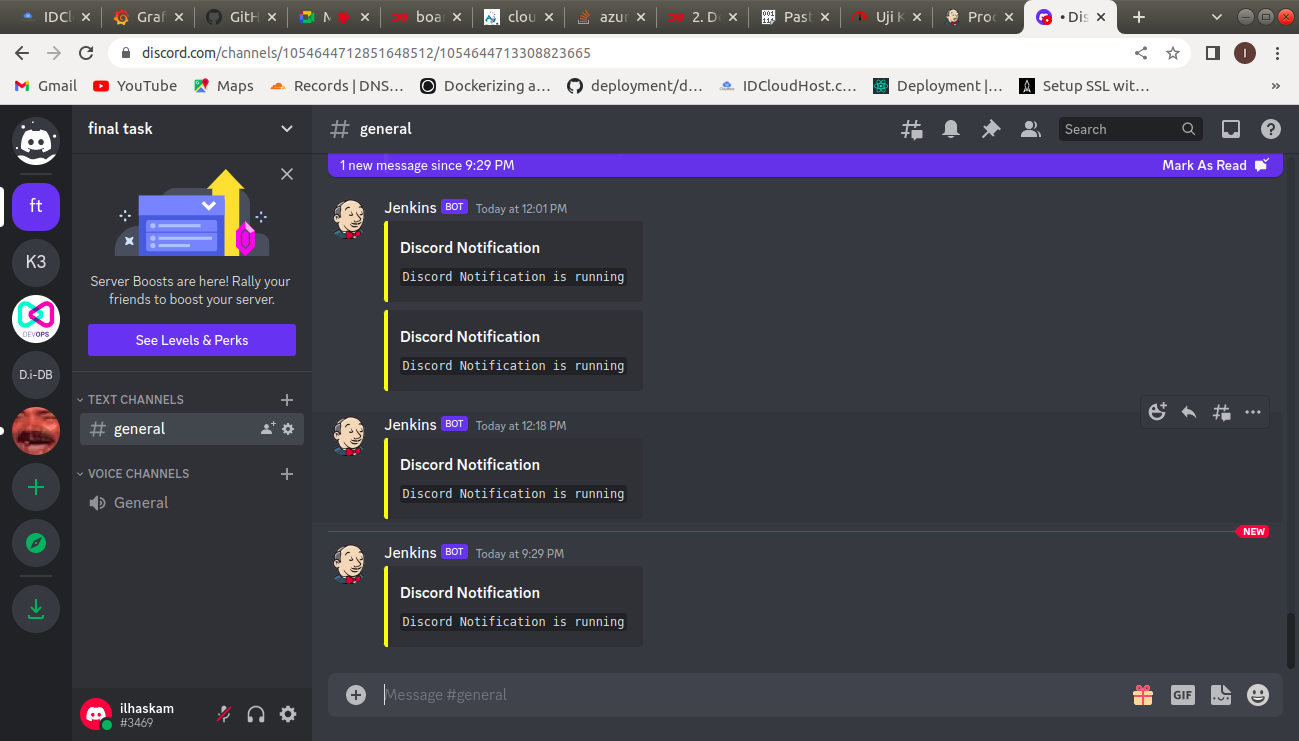 IDCl
Graf
GitH
M
boar
clou
azur
2. D
Past
Uji K
Proc
• Dis
discord.com/channels/1054644712851648512/1054644713308823665
I
Gmail
YouTube
Maps
Records | DNS…
Dockerizing a…
deployment/d…
IDCloudHost.c…
Deployment |…
Setup SSL wit…
»
final task
general
Search
1 new message since 9:29 PM
Mark As Read
ft
K3
DEVOPS
D.i-DB
Server Boosts are here! Rally your
friends to boost your server.
See Levels & Perks
TEXT CHANNELS
general
VOICE CHANNELS
General
Jenkins BOT Today at 12:01 PM
Discord Notification
Discord Notification is running
Discord Notification
Discord Notification is running
Jenkins BOT Today at 12:18 PM
Discord Notification
Discord Notification is running
NEW
Jenkins BOT Today at 9:29 PM
Discord Notification
Discord Notification is running
Message #general
GIF
ilhaskam
#3469